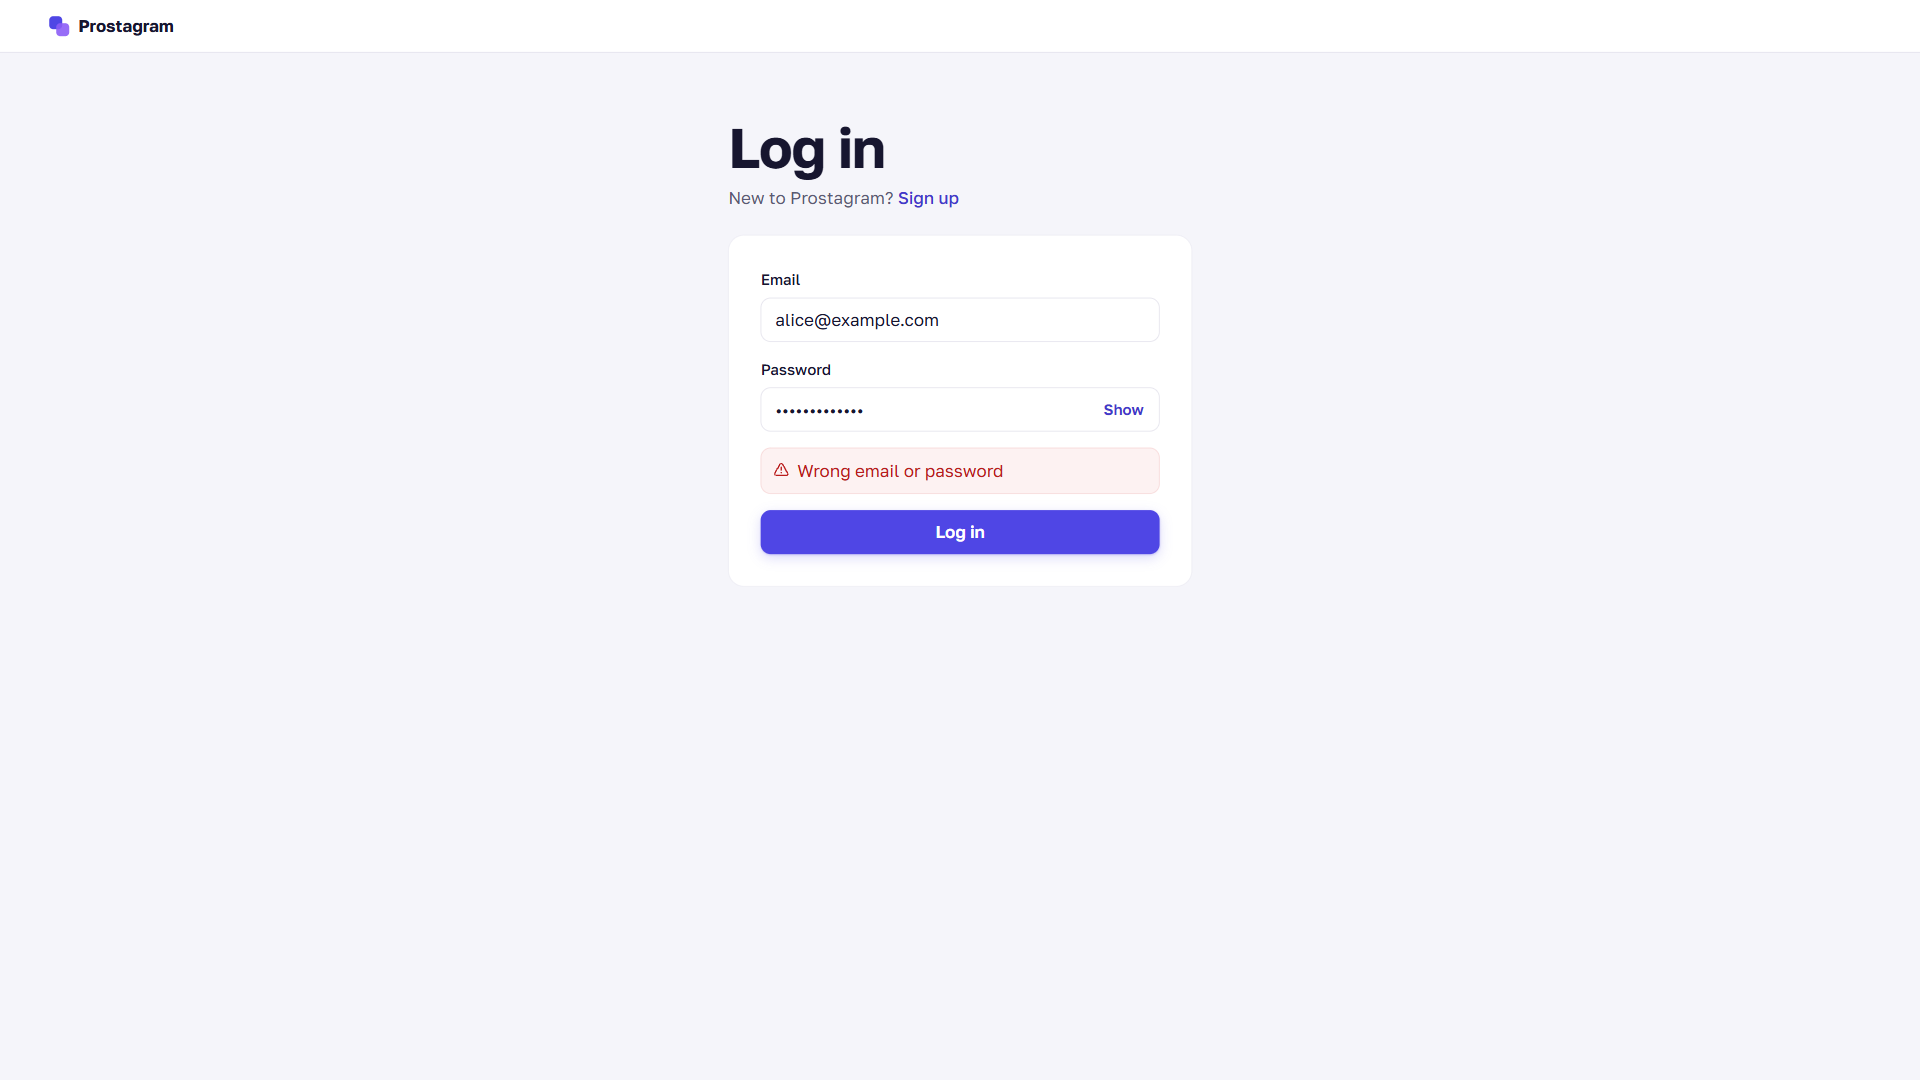 Prostagram
Log in
New to Prostagram? Sign up
Email
alice@example.com
Password
•••••••••••••
Show
Wrong email or password
Log in